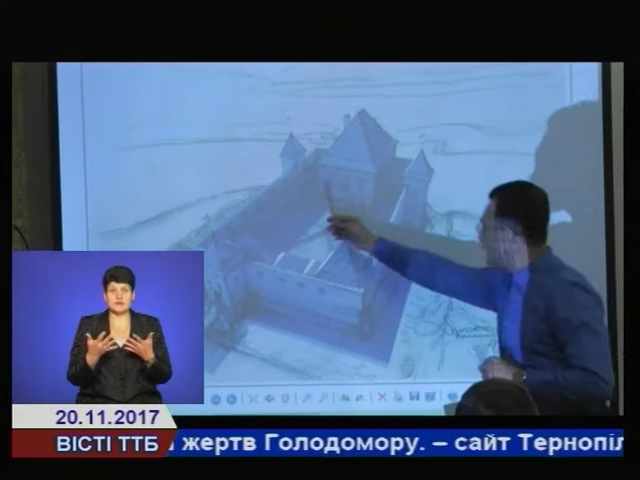 20.11.2017
ВІСТІ ТТБ
жертв Голодомору. – сайт Тернопіл